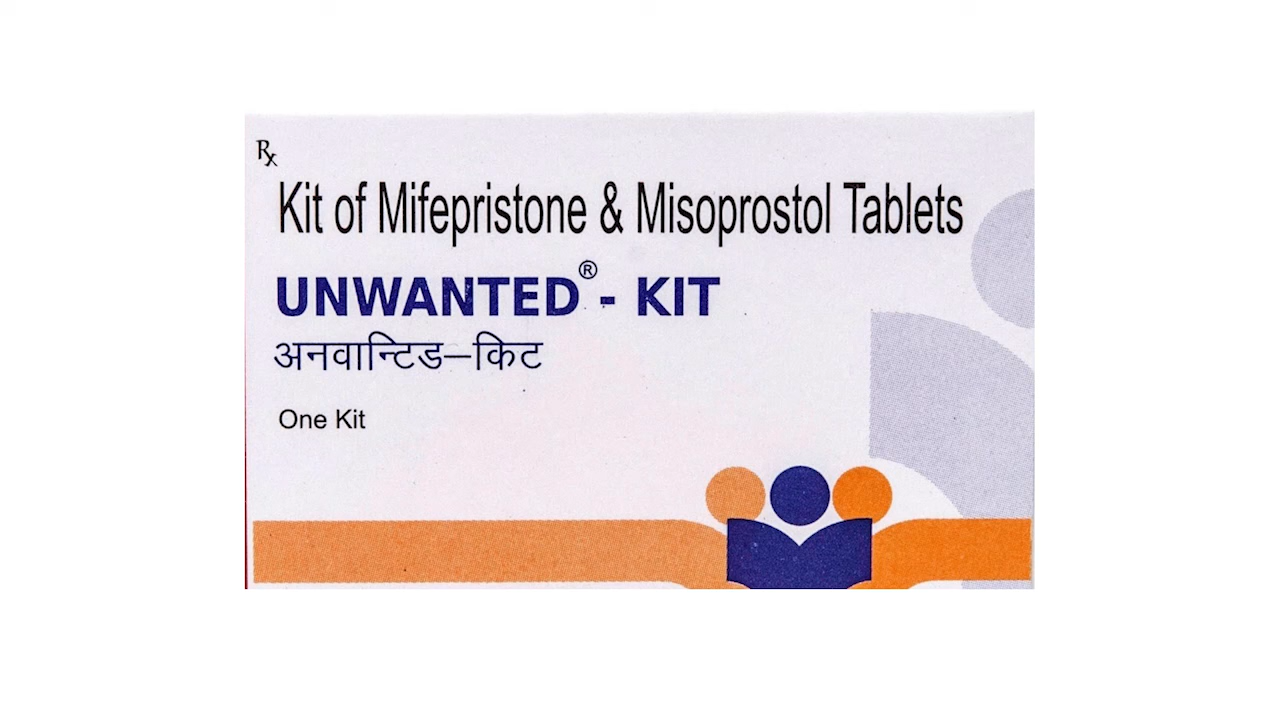 Rx
Kit of Mifepristone & Misoprostol Tablets
UNWANTED® - KIT
अनवान्टिड–किट
One Kit